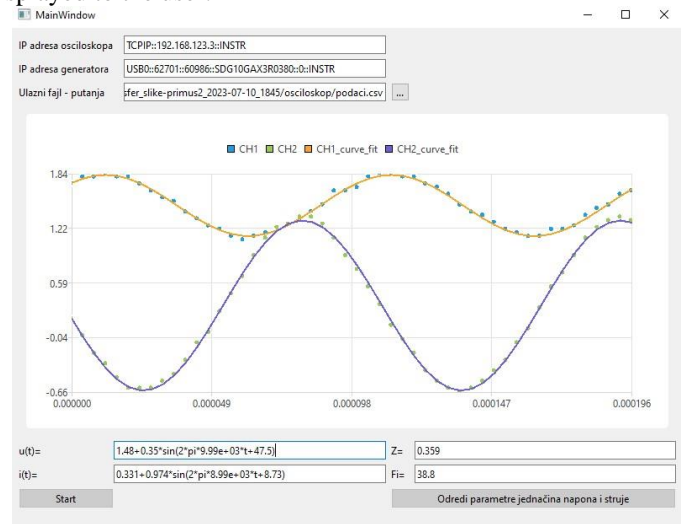 MainWindow
IP adresa osciloskopa TCPIP::192.168.123.3::INSTR
IP adresa generatora USB0::62701::60986::SDG10GAX3R0380::0::INSTR
Ulazni fajl - putanja sfer_slike-primus2_2023-07-10_1845/osciloskop/podaci.csv ...
CH1 CH2 CH1_curve_fit CH2_curve_fit
1.84
1.22
0.59
-0.04
-0.66
0.000000 0.000049 0.000098 0.000147 0.000196
u(t)= 1.48+0.35*sin(2*pi*9.99e+03*t+47.5) Z= 0.359
i(t)= 0.331+0.974*sin(2*pi*8.99e+03*t+8.73) Fi= 38.8
Start Odredi parametre jednačina napona i struje